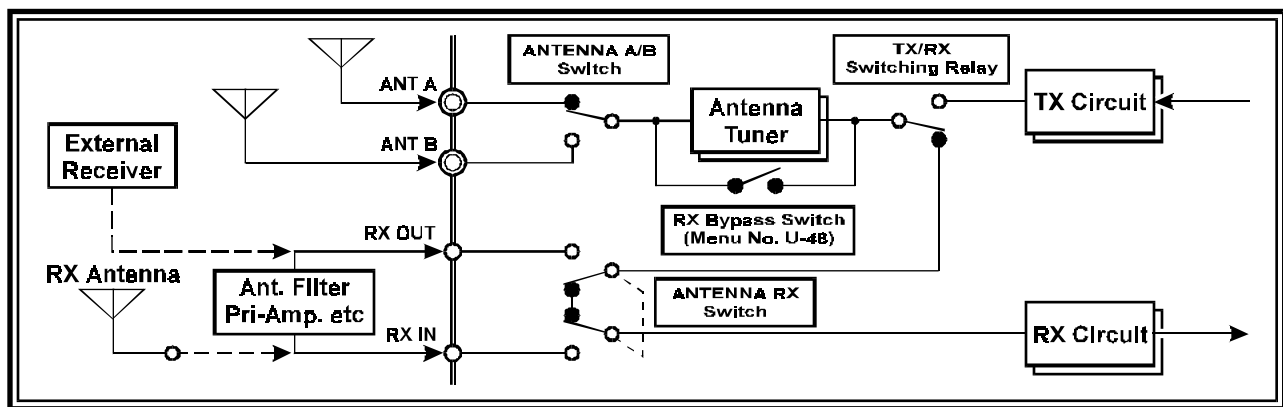 ANTENNA A/B
Switch
TX/RX
Switching Relay
ANT A
TX Circuit
Antenna
Tuner
External
Receiver
ANT B
RX Bypass Switch
(Menu No. U-48)
RX OUT
RX Antenna
Ant. Filter
Pri-Amp. etc
ANTENNA RX
Switch
RX IN
RX Circuit